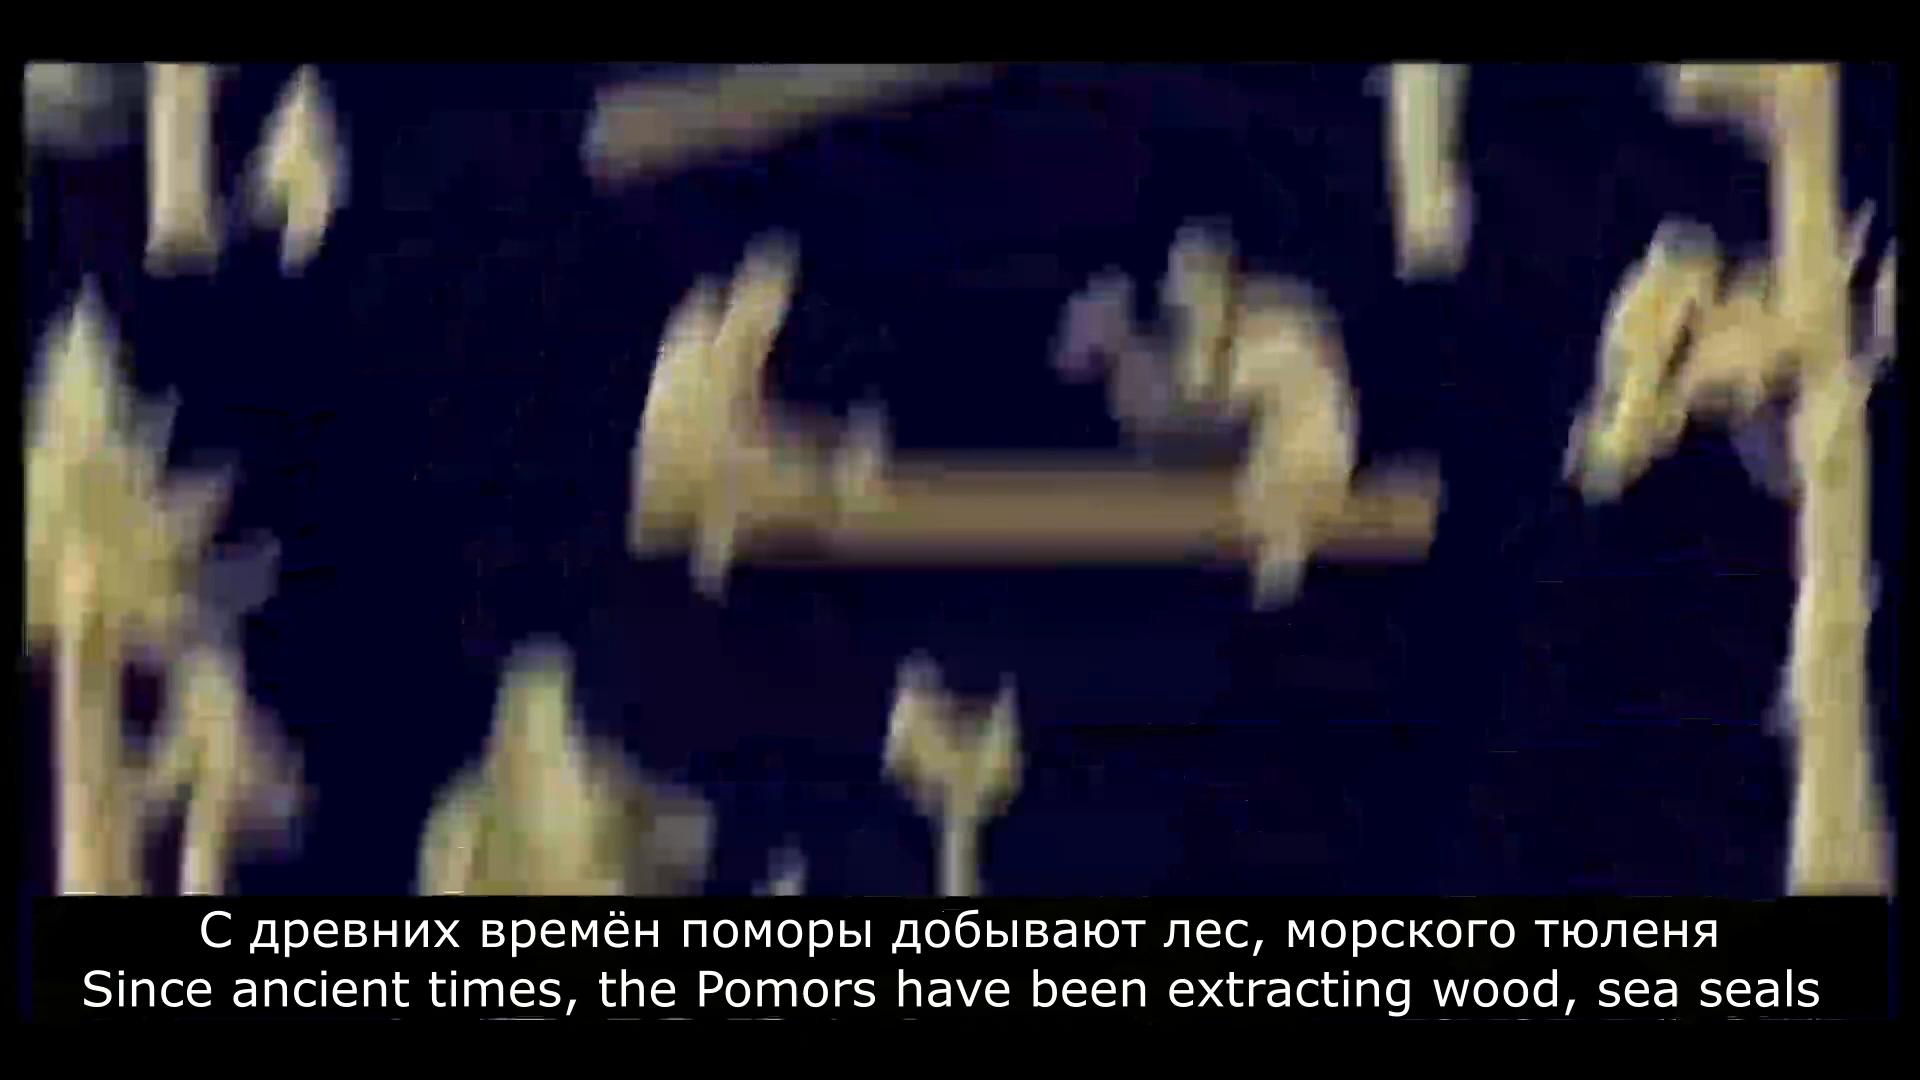 С древних времён поморы добывают лес, морского тюленя
Since ancient times, the Pomors have been extracting wood, sea seals